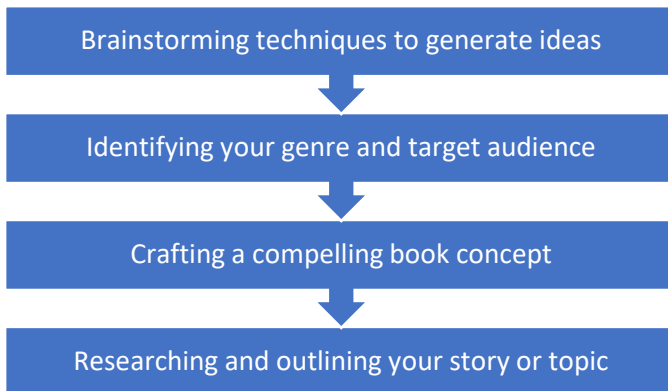 Brainstorming techniques to generate ideas
Identifying your genre and target audience
Crafting a compelling book concept
Researching and outlining your story or topic